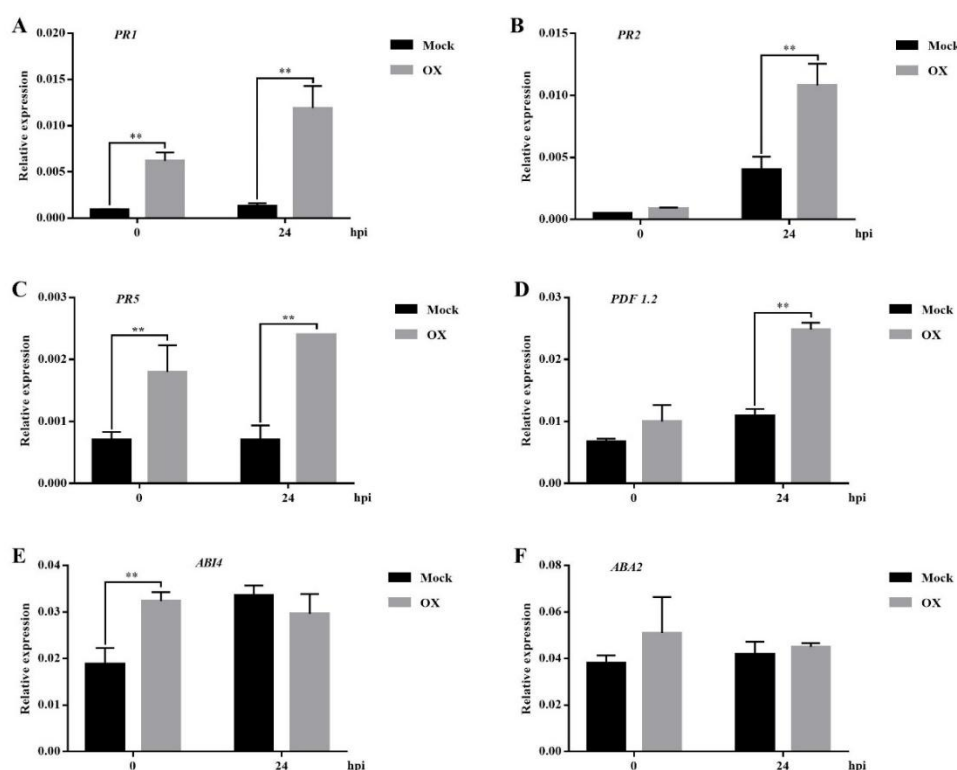 A
PR1
Relative expression
0.020
0.015
0.010
0.005
0.000
**
**
0
24
hpi
Mock
OX
B
PR2
Relative expression
0.015
0.010
0.005
0.000
**
0
24
hpi
Mock
OX
C
PR5
Relative expression
0.003
0.002
0.001
0.000
**
**
0
24
hpi
Mock
OX
D
PDF 1.2
Relative expression
0.03
0.02
0.01
0.00
**
0
24
hpi
Mock
OX
E
ABI4
Relative expression
0.04
0.03
0.02
0.01
0.00
**
0
24
hpi
Mock
OX
F
ABA2
Relative expression
0.08
0.06
0.04
0.02
0.00
0
24
hpi
Mock
OX